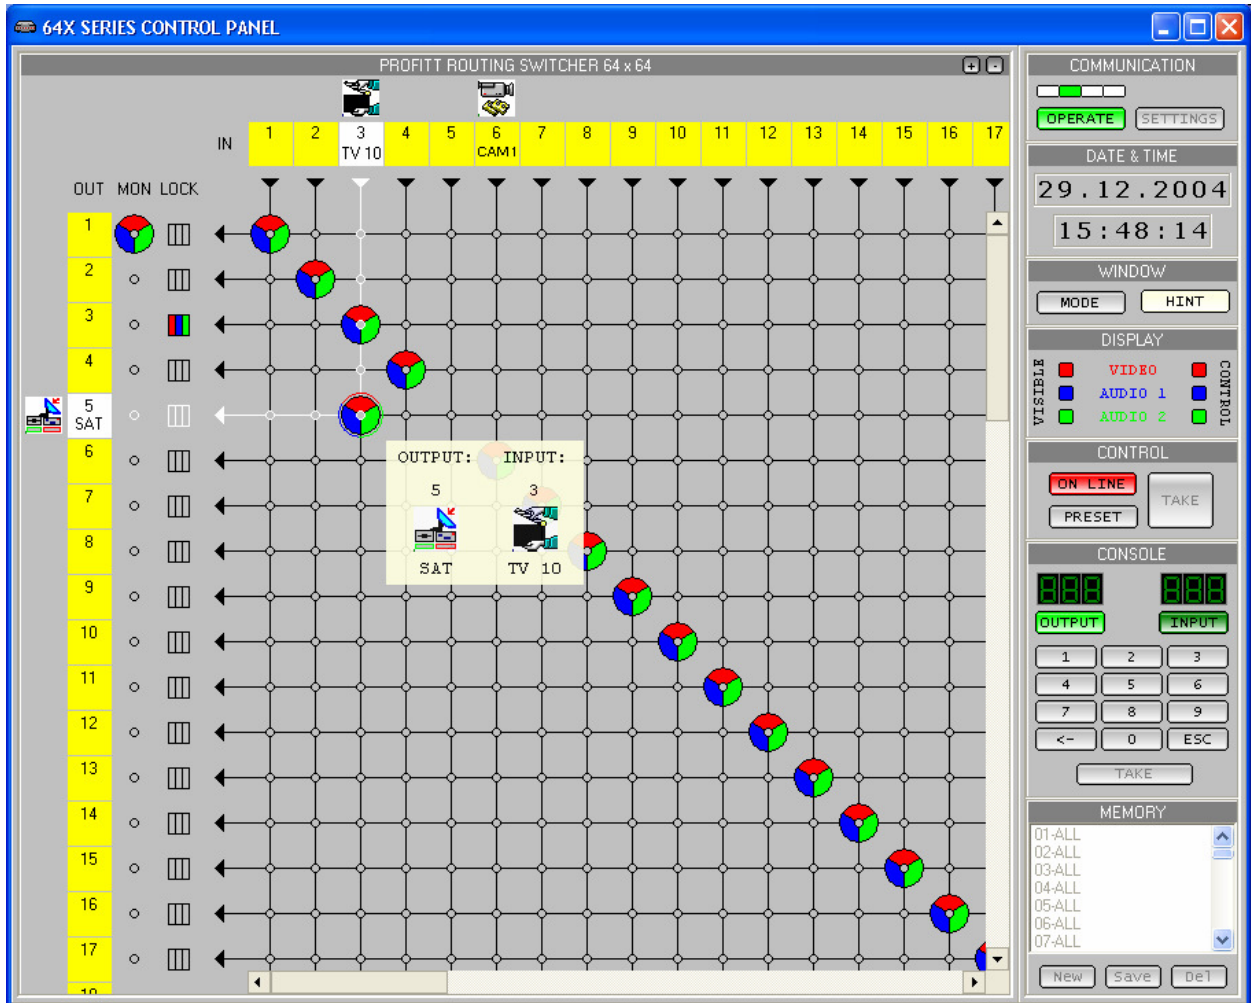 64X SERIES CONTROL PANEL
PROFITT ROUTING SWITCHER 64 x 64
+ -
IN 1 2 3 4 5 6 7 8 9 10 11 12 13 14 15 16 17
TV 10 CAM1
OUT MON LOCK
1
2
3
4
5
SAT
6
7
8
9
10
11
12
13
14
15
16
17
OUTPUT: INPUT:
5 3
SAT TV 10
COMMUNICATION
OPERATE SETTINGS
DATE & TIME
29.12.2004
15:48:14
WINDOW
MODE HINT
DISPLAY
VISIBLE
VIDEO
AUDIO 1
AUDIO 2
CONTROL
CONTROL
ON LINE
PRESET
TAKE
CONSOLE
OUTPUT INPUT
1 2 3
4 5 6
7 8 9
<- 0 ESC
TAKE
MEMORY
01-ALL
02-ALL
03-ALL
04-ALL
05-ALL
06-ALL
07-ALL
New Save Del